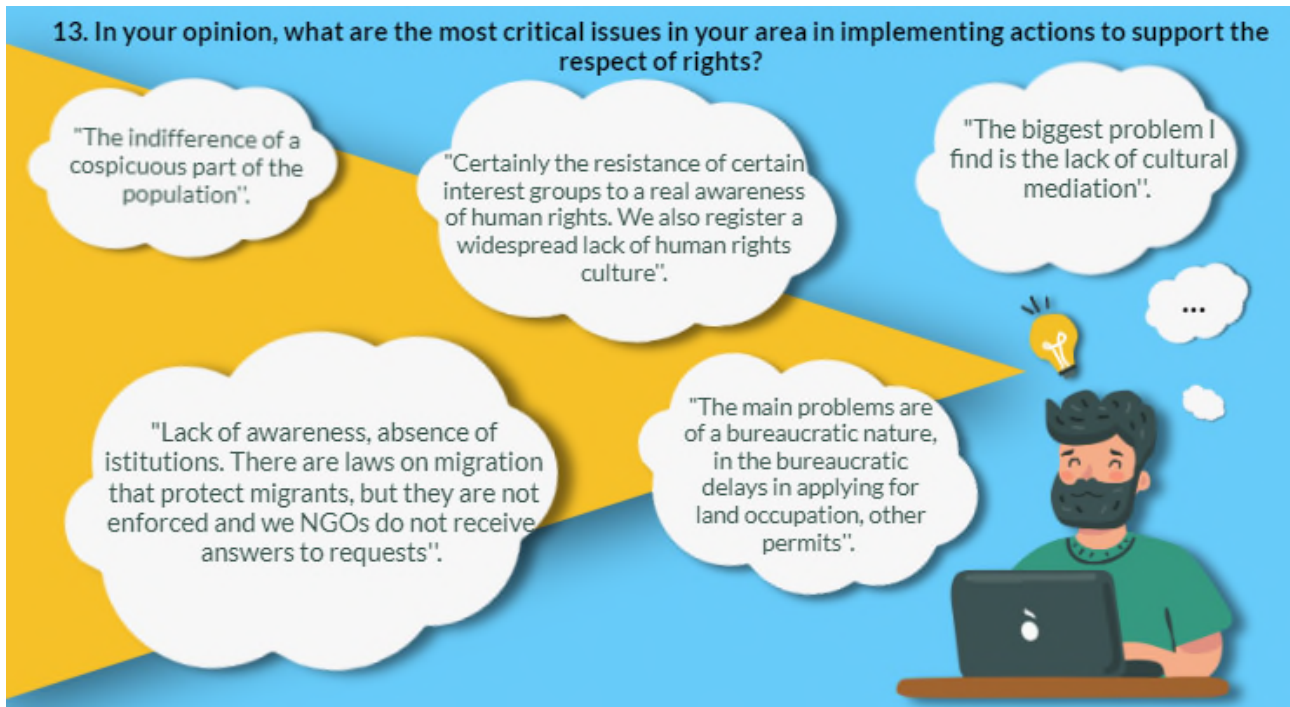 13. In your opinion, what are the most critical issues in your area in implementing actions to support the
respect of rights?
"The indifference of a
cospicuous part of the
population".
"Certainly the resistance of certain
interest groups to a real awareness
of human rights. We also register a
widespread lack of human rights
culture".
"The biggest problem I
find is the lack of cultural
mediation".
...
"Lack of awareness, absence of
istitutions. There are laws on migration
that protect migrants, but they are not
enforced and we NGOs do not receive
answers to requests".
"The main problems are
of a bureaucratic nature,
in the bureaucratic
delays in applying for
land occupation, other
permits".